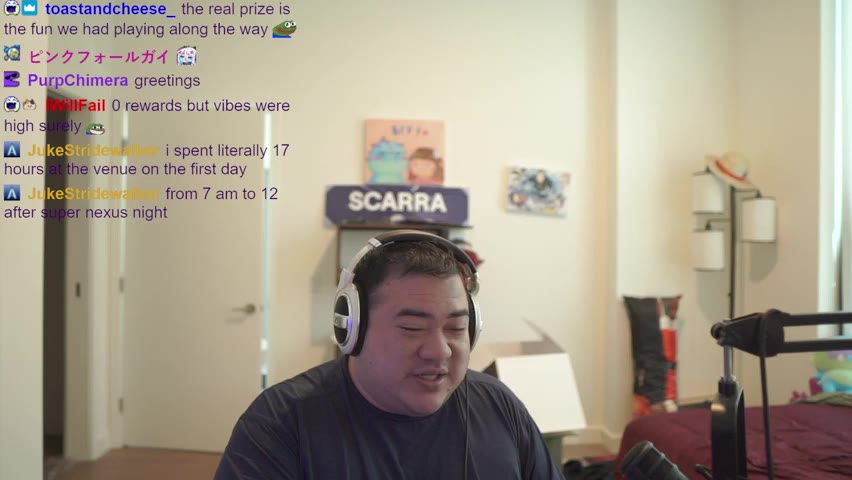 toastandcheese_ the real prize is
the fun we had playing along the way
ピンクフォールガイ
PurpChimera greetings
IWillFail 0 rewards but vibes were
high surely
JukeStridewalker i spent literally 17
hours at the venue on the first day
JukeStridewalker from 7 am to 12
after super nexus night
SCARRA